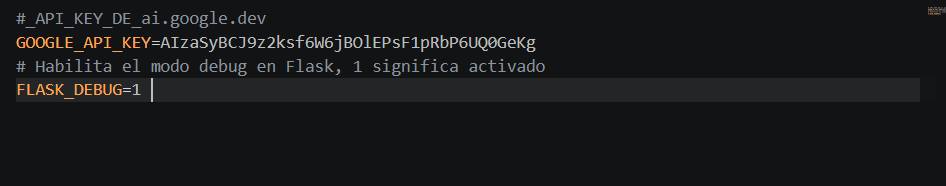 #_API_KEY_DE_ai.google.dev
GOOGLE_API_KEY=AIzaSyBCJ9z2ksf6W6jBOlEPsF1pRbP6UQ0GeKg
# Habilita el modo debug en Flask, 1 significa activado
FLASK_DEBUG=1